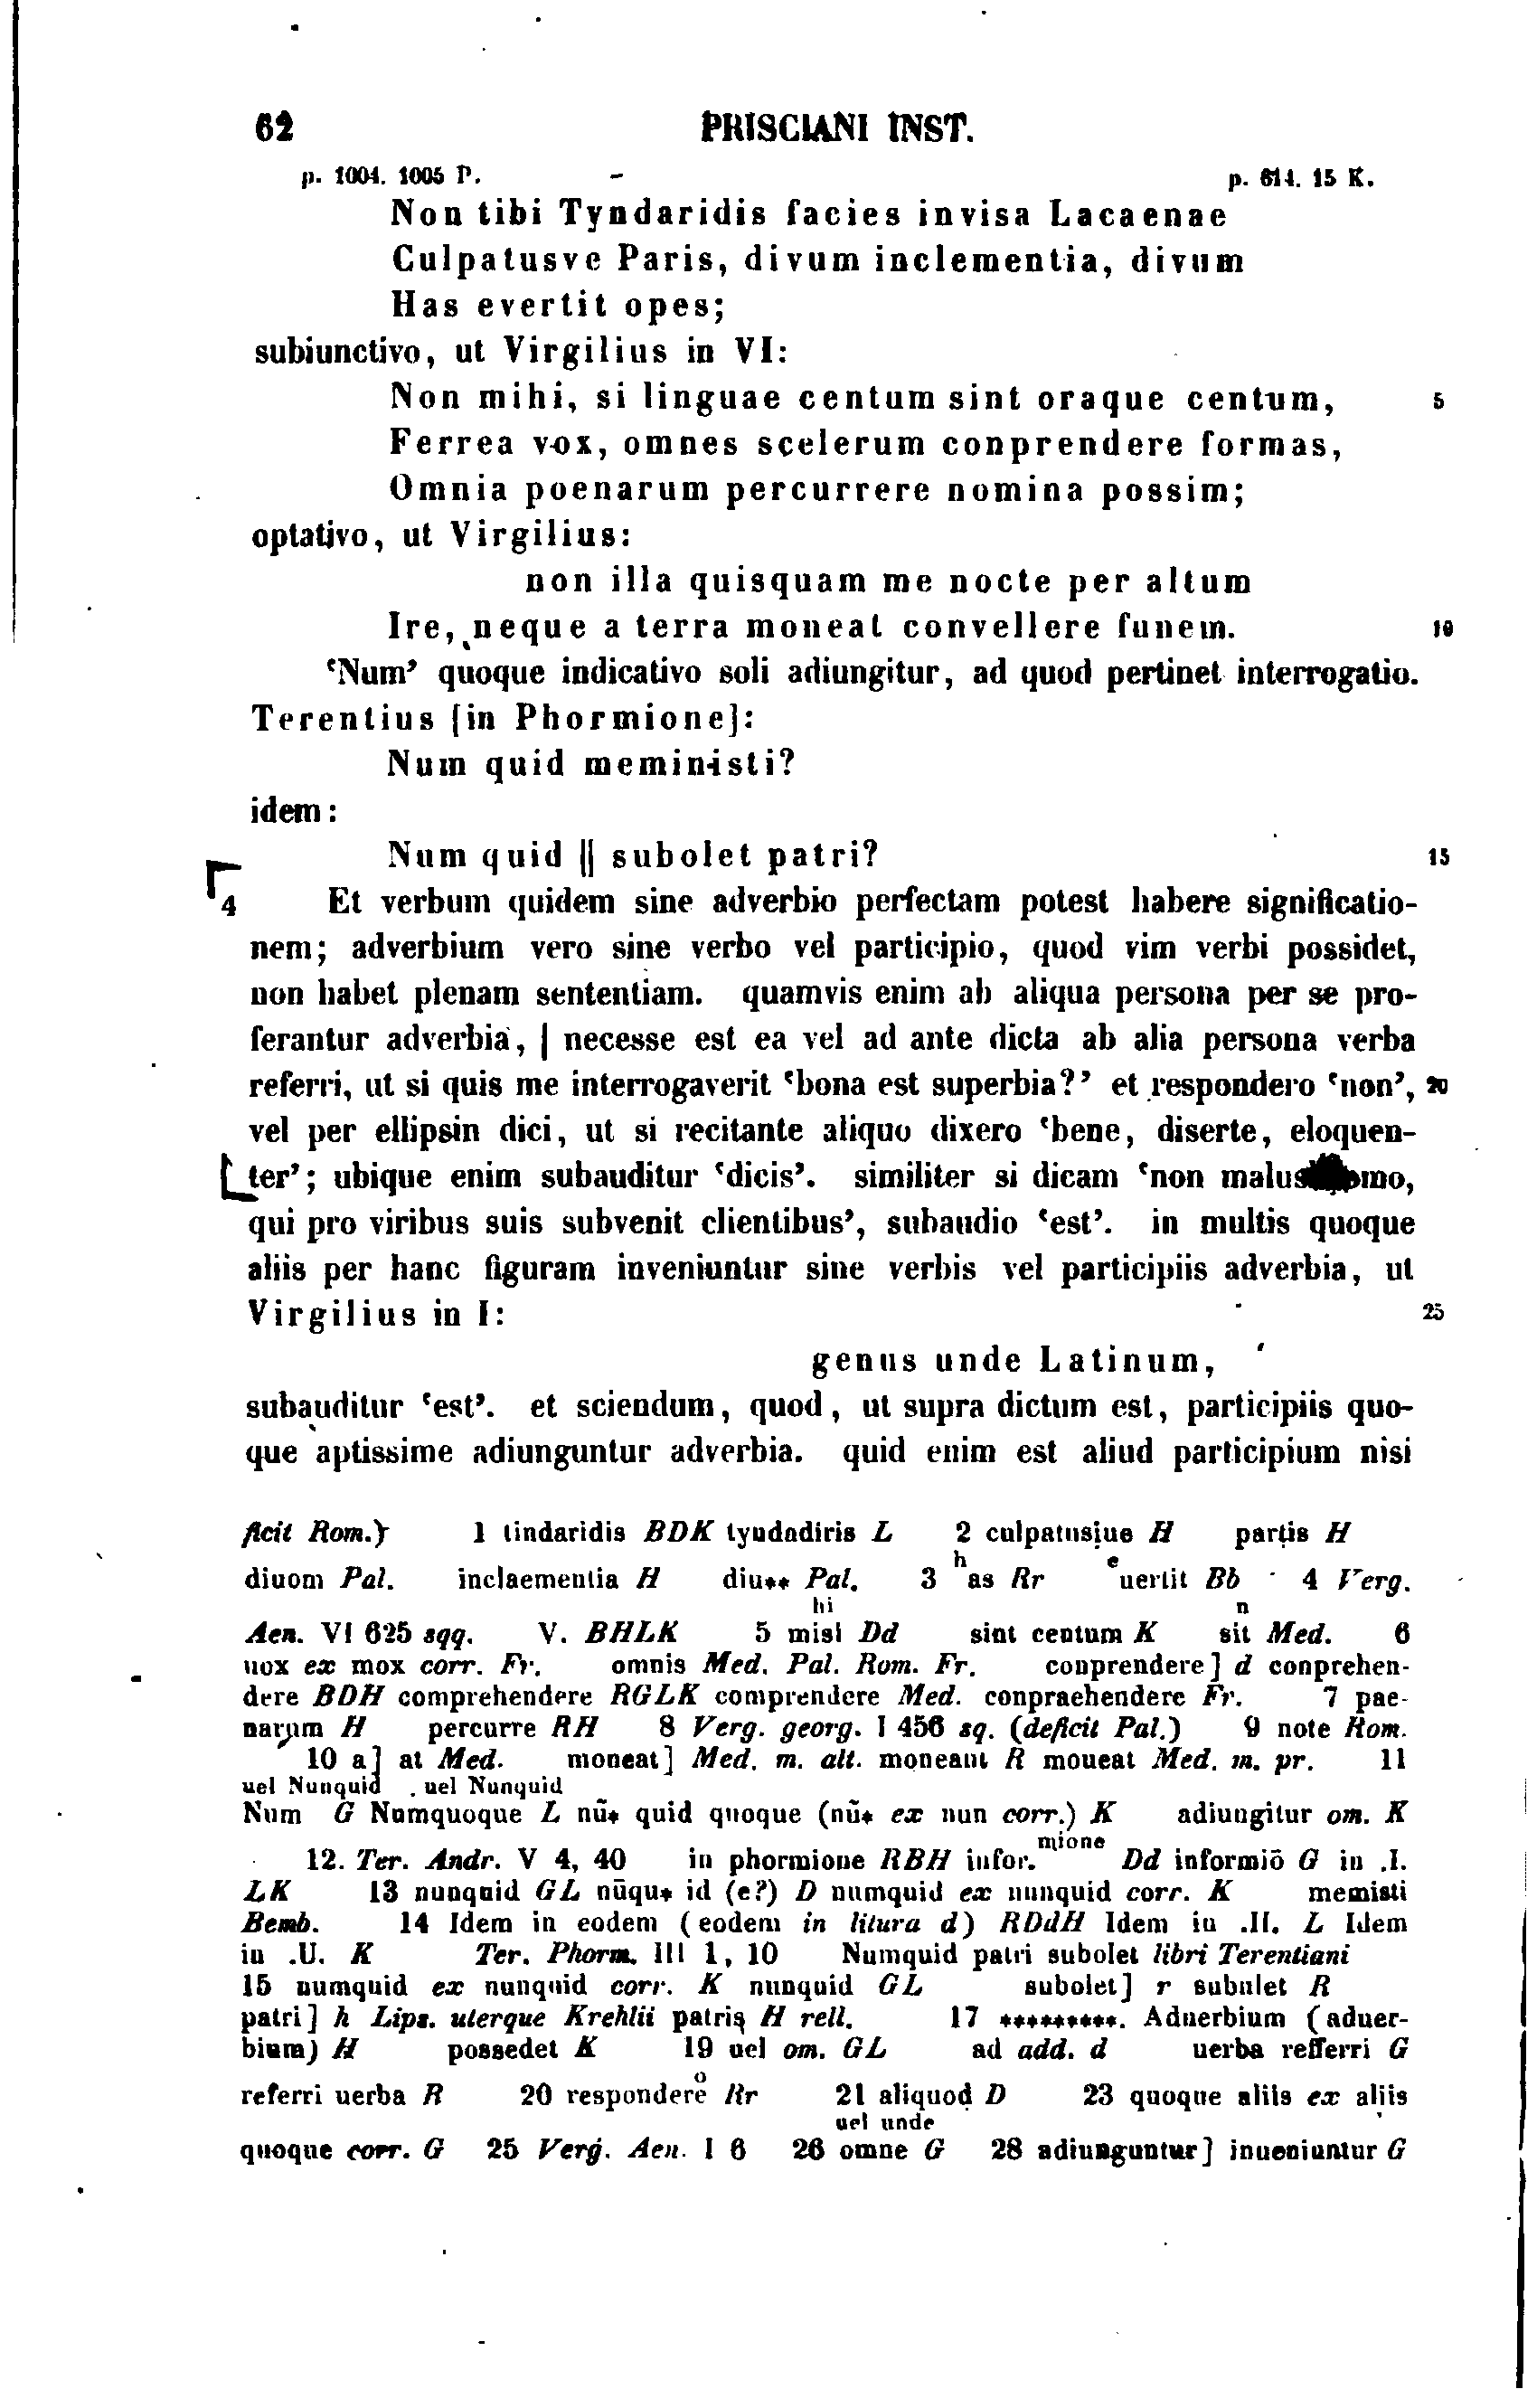 62 PRISCIANI INST.
p. 1004. 1005 P. p. 614. 15 K.
Non tibi Tyndaridis facies invisa Lacaenae
Culpatusve Paris, divum inclementia, divum
Has evertit opes;
subiunctivo, ut Virgilius in VI:
Non mihi, si linguae centum sint oraque centum, 5
Ferrea vox, omnes scelerum conprendere formas,
Omnia poenarum percurrere nomina possim;
optativo, ut Virgilius:
non illa quisquam me nocte per altum
Ire, neque a terra moneat convellere funem. 10
‘Num’ quoque indicativo soli adiungitur, ad quod pertinet interrogatio.
Terentius [in Phormione]:
Num quid meministi?
idem:
Num quid || subolet patri? 15
4 Et verbum quidem sine adverbio perfectam potest habere significatio-
nem; adverbium vero sine verbo vel participio, quod vim verbi possidet,
non habet plenam sententiam. quamvis enim ab aliqua persona per se pro-
ferantur adverbia, | necesse est ea vel ad ante dicta ab alia persona verba
referri, ut si quis me interrogaverit ‘bona est superbia?’ et respondero ‘non’, 20
vel per ellipsin dici, ut si recitante aliquo dixero ‘bene, diserte, eloquen-
ter’; ubique enim subauditur ‘dicis’. similiter si dicam ‘non malus omo,
qui pro viribus suis subvenit clientibus’, subaudio ‘est’. in multis quoque
aliis per hanc figuram inveniuntur sine verbis vel participiis adverbia, ut
Virgilius in I: 25
genus unde Latinum,
subauditur ‘est’. et sciendum, quod, ut supra dictum est, participiis quo-
que aptissime adiunguntur adverbia. quid enim est aliud participium nisi
ficit Rom.) 1 tindaridis BDK tyndadiris L 2 culpatusiue H partis H
diuom Pal. inclaementia H diu** Pal. 3 has Rr euertit Bb 4 Verg.
hi n
Aen. VI 625 sqq. V. BHLK 5 misi Dd sint centum K sit Med. 6
uox ex mox corr. Fr. omnis Med. Pal. Rom. Fr. conprendere] d conprehen-
dere BDH comprehendere RGLK comprendere Med. conpraehendere Fr. 7 pae-
narum H percurre RH 8 Verg. georg. I 456 sq. (deficit Pal.) 9 note Rom.
10 a] at Med. moneat] Med. m. alt. moneant R moueat Med. m. pr. 11
uel Nunquid uel Nunquid
Num G Numquoque L nū* quid quoque (nū* ex nun corr.) K adiungitur om. K
12. Ter. Andr. V 4, 40 in phormione RBH infor.mione Dd informiō G in .I.
LK 13 nunquid GL nūqu* id (e?) D numquid ex nunquid corr. K memisti
Bemb. 14 Idem in eodem (eodem in litura d) RDdH Idem in .II. L Idem
in .U. K Ter. Phorm. III 1, 10 Numquid patri subolet libri Terentiani
15 numquid ex nunquid corr. K nunquid GL subolet] r subulet R
patri] h Lips. uterque Krehlii patris H rell. 17 *********. Aduerbium (aduer-
bium) H possedet K 19 uel om. GL ad add. d uerba refferri G
referri uerba R 20 respondere o Rr 21 aliquod D 23 quoque aliis ex aliis
uel unde
quoque corr. G 25 Verg. Aen. I 6 26 omne G 28 adiunguntur] inueniuntur G